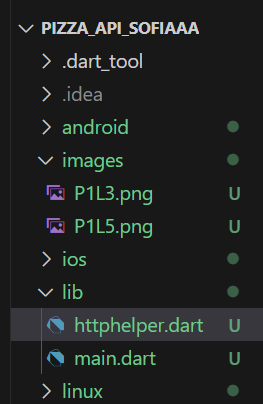 PIZZA_API_SOFIAAA
.dart_tool
.idea
android
images
P1L3.png U
P1L5.png U
ios
lib
httphelper.dart U
main.dart U
linux